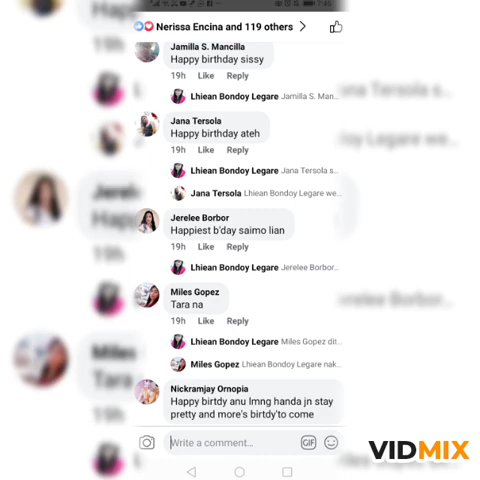 Nerissa Encina and 119 others
Jamilla S. Mancilla
Happy birthday sissy
19h Like Reply
Lhiean Bondoy Legare Jamilla S. Man...
Jana Tersola
Happy birthday ateh
19h Like Reply
Lhiean Bondoy Legare Jana Tersola s...
Jana Tersola Lhiean Bondoy Legare we...
Jerelee Borbor
Happiest b'day saimo lian
19h Like Reply
Lhiean Bondoy Legare Jerelee Borbor...
Miles Gopez
Tara na
19h Like Reply
Lhiean Bondoy Legare Miles Gopez dit...
Miles Gopez Lhiean Bondoy Legare nak...
Nickramjay Ornopia
Happy birtdy anu lmng handa jn stay
pretty and more's birtdy'to come
Write a comment...
GIF
VIDMIX